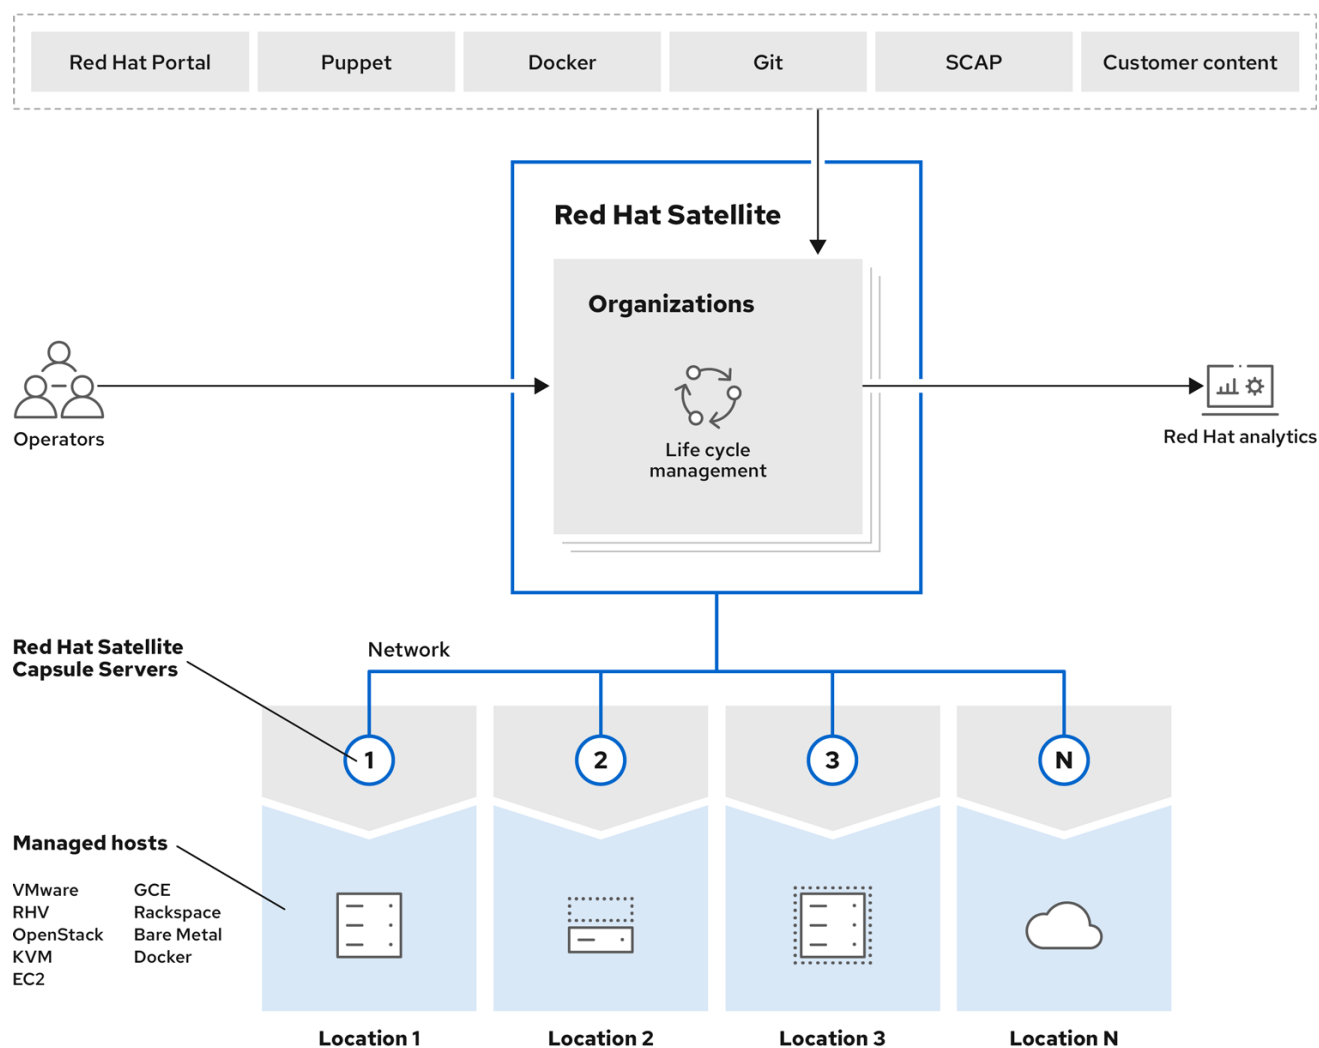 Red Hat Portal
Puppet
Docker
Git
SCAP
Customer content
Red Hat Satellite
Organizations
Life cycle
management
Operators
Red Hat analytics
Red Hat Satellite
Capsule Servers
Network
1
2
3
N
Managed hosts
VMware
RHV
OpenStack
KVM
EC2
GCE
Rackspace
Bare Metal
Docker
Location 1
Location 2
Location 3
Location N